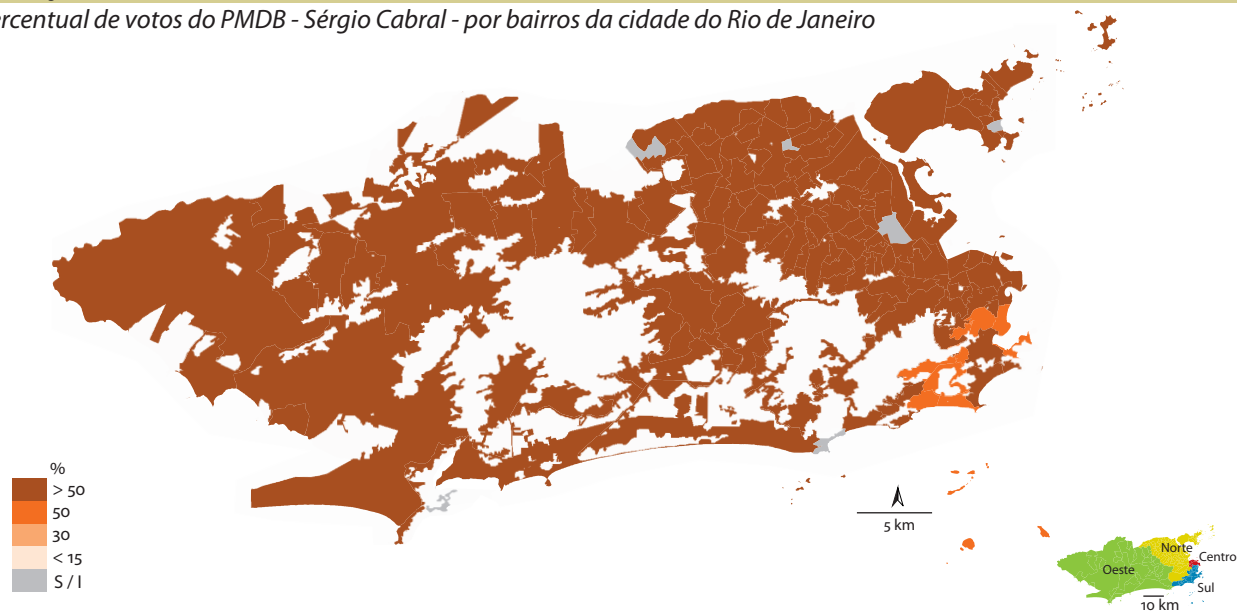 ercentual de votos do PMDB - Sérgio Cabral - por bairros da cidade do Rio de Janeiro
%
> 50
50
30
< 15
S / I
5 km
Norte
Centro
Oeste
Sul
10 km